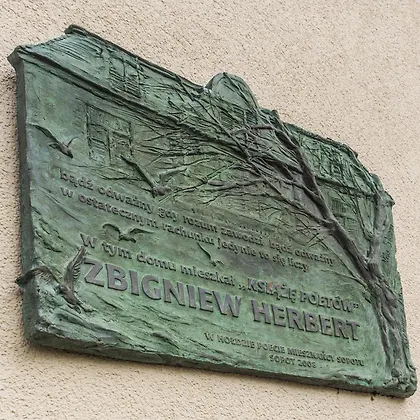 bądź odważny gdy rozum zawodzi bądź odważny
w ostatecznym rachunku jedynie to się liczy
W tym domu mieszkał „KSIĄŻĘ POETÓW”
ZBIGNIEW HERBERT
W HOŁDZIE POECIE MIESZKAŃCY SOPOTU
SOPOT 2003